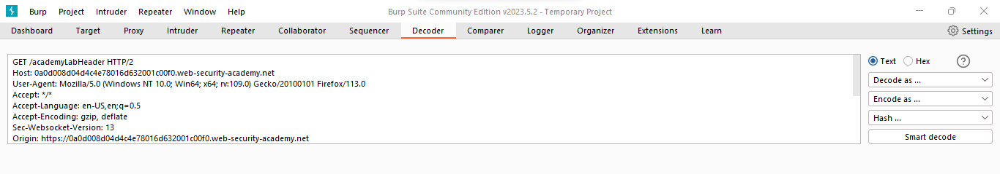 Burp Project Intruder Repeater Window Help Burp Suite Community Edition v2023.5.2 - Temporary Project
Dashboard Target Proxy Intruder Repeater Collaborator Sequencer Decoder Comparer Logger Organizer Extensions Learn Settings
GET /academyLabHeader HTTP/2
Host: 0a0d008d04d4c4e78016d632001c00f0.web-security-academy.net
User-Agent: Mozilla/5.0 (Windows NT 10.0; Win64; x64; rv:109.0) Gecko/20100101 Firefox/113.0
Accept: */*
Accept-Language: en-US,en;q=0.5
Accept-Encoding: gzip, deflate
Sec-Websocket-Version: 13
Origin: https://0a0d008d04d4c4e78016d632001c00f0.web-security-academy.net
Text Hex ?
Decode as ...
Encode as ...
Hash ...
Smart decode